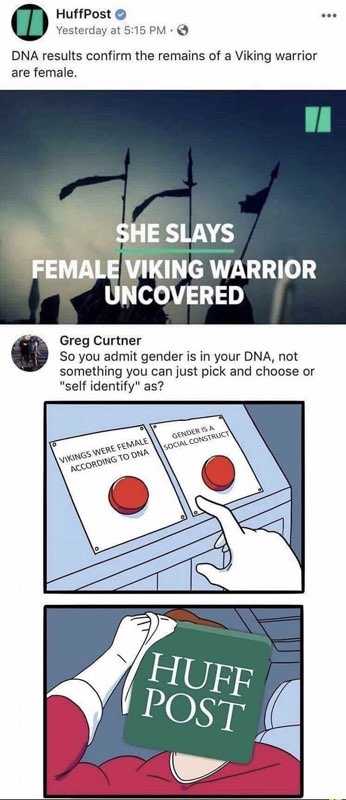 HuffPost
Yesterday at 5:15 PM ·
DNA results confirm the remains of a Viking warrior
are female.
SHE SLAYS
FEMALE VIKING WARRIOR
UNCOVERED
Greg Curtner
So you admit gender is in your DNA, not
something you can just pick and choose or
"self identify" as?
VIKINGS WERE FEMALE
ACCORDING TO DNA
GENDER IS A
SOCIAL CONSTRUCT
HUFF
POST